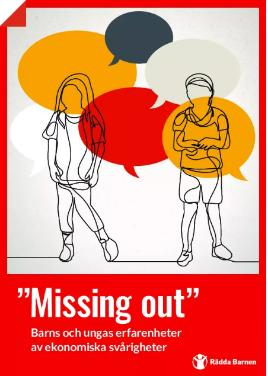 ”Missing out”
Barns och ungas erfarenheter
av ekonomiska svårigheter
Rädda Barnen